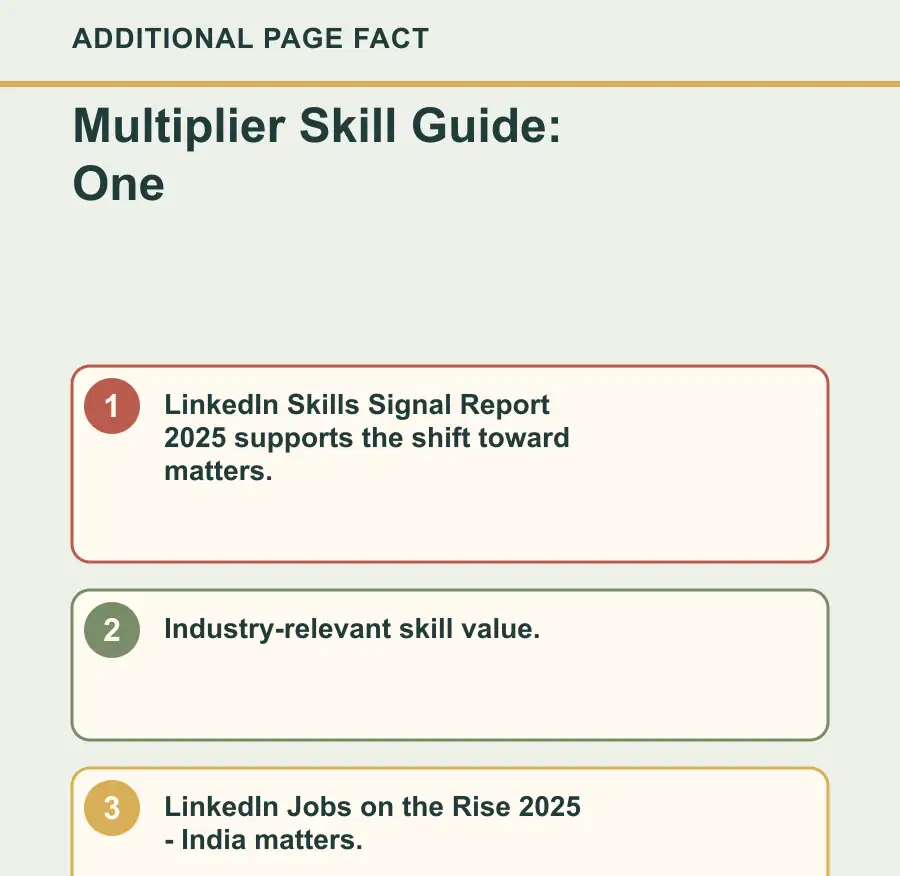 ADDITIONAL PAGE FACT
Multiplier Skill Guide:
One
1
LinkedIn Skills Signal Report
2025 supports the shift toward
matters.
2
Industry-relevant skill value.
3
LinkedIn Jobs on the Rise 2025
- India matters.